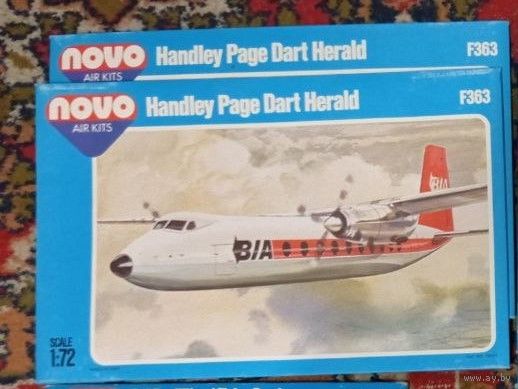 novo
AIR KITS
Handley Page Dart Herald
F363
novo
AIR KITS
Handley Page Dart Herald
F363
BIA
BIA
SCALE
1:72
www.ay.by